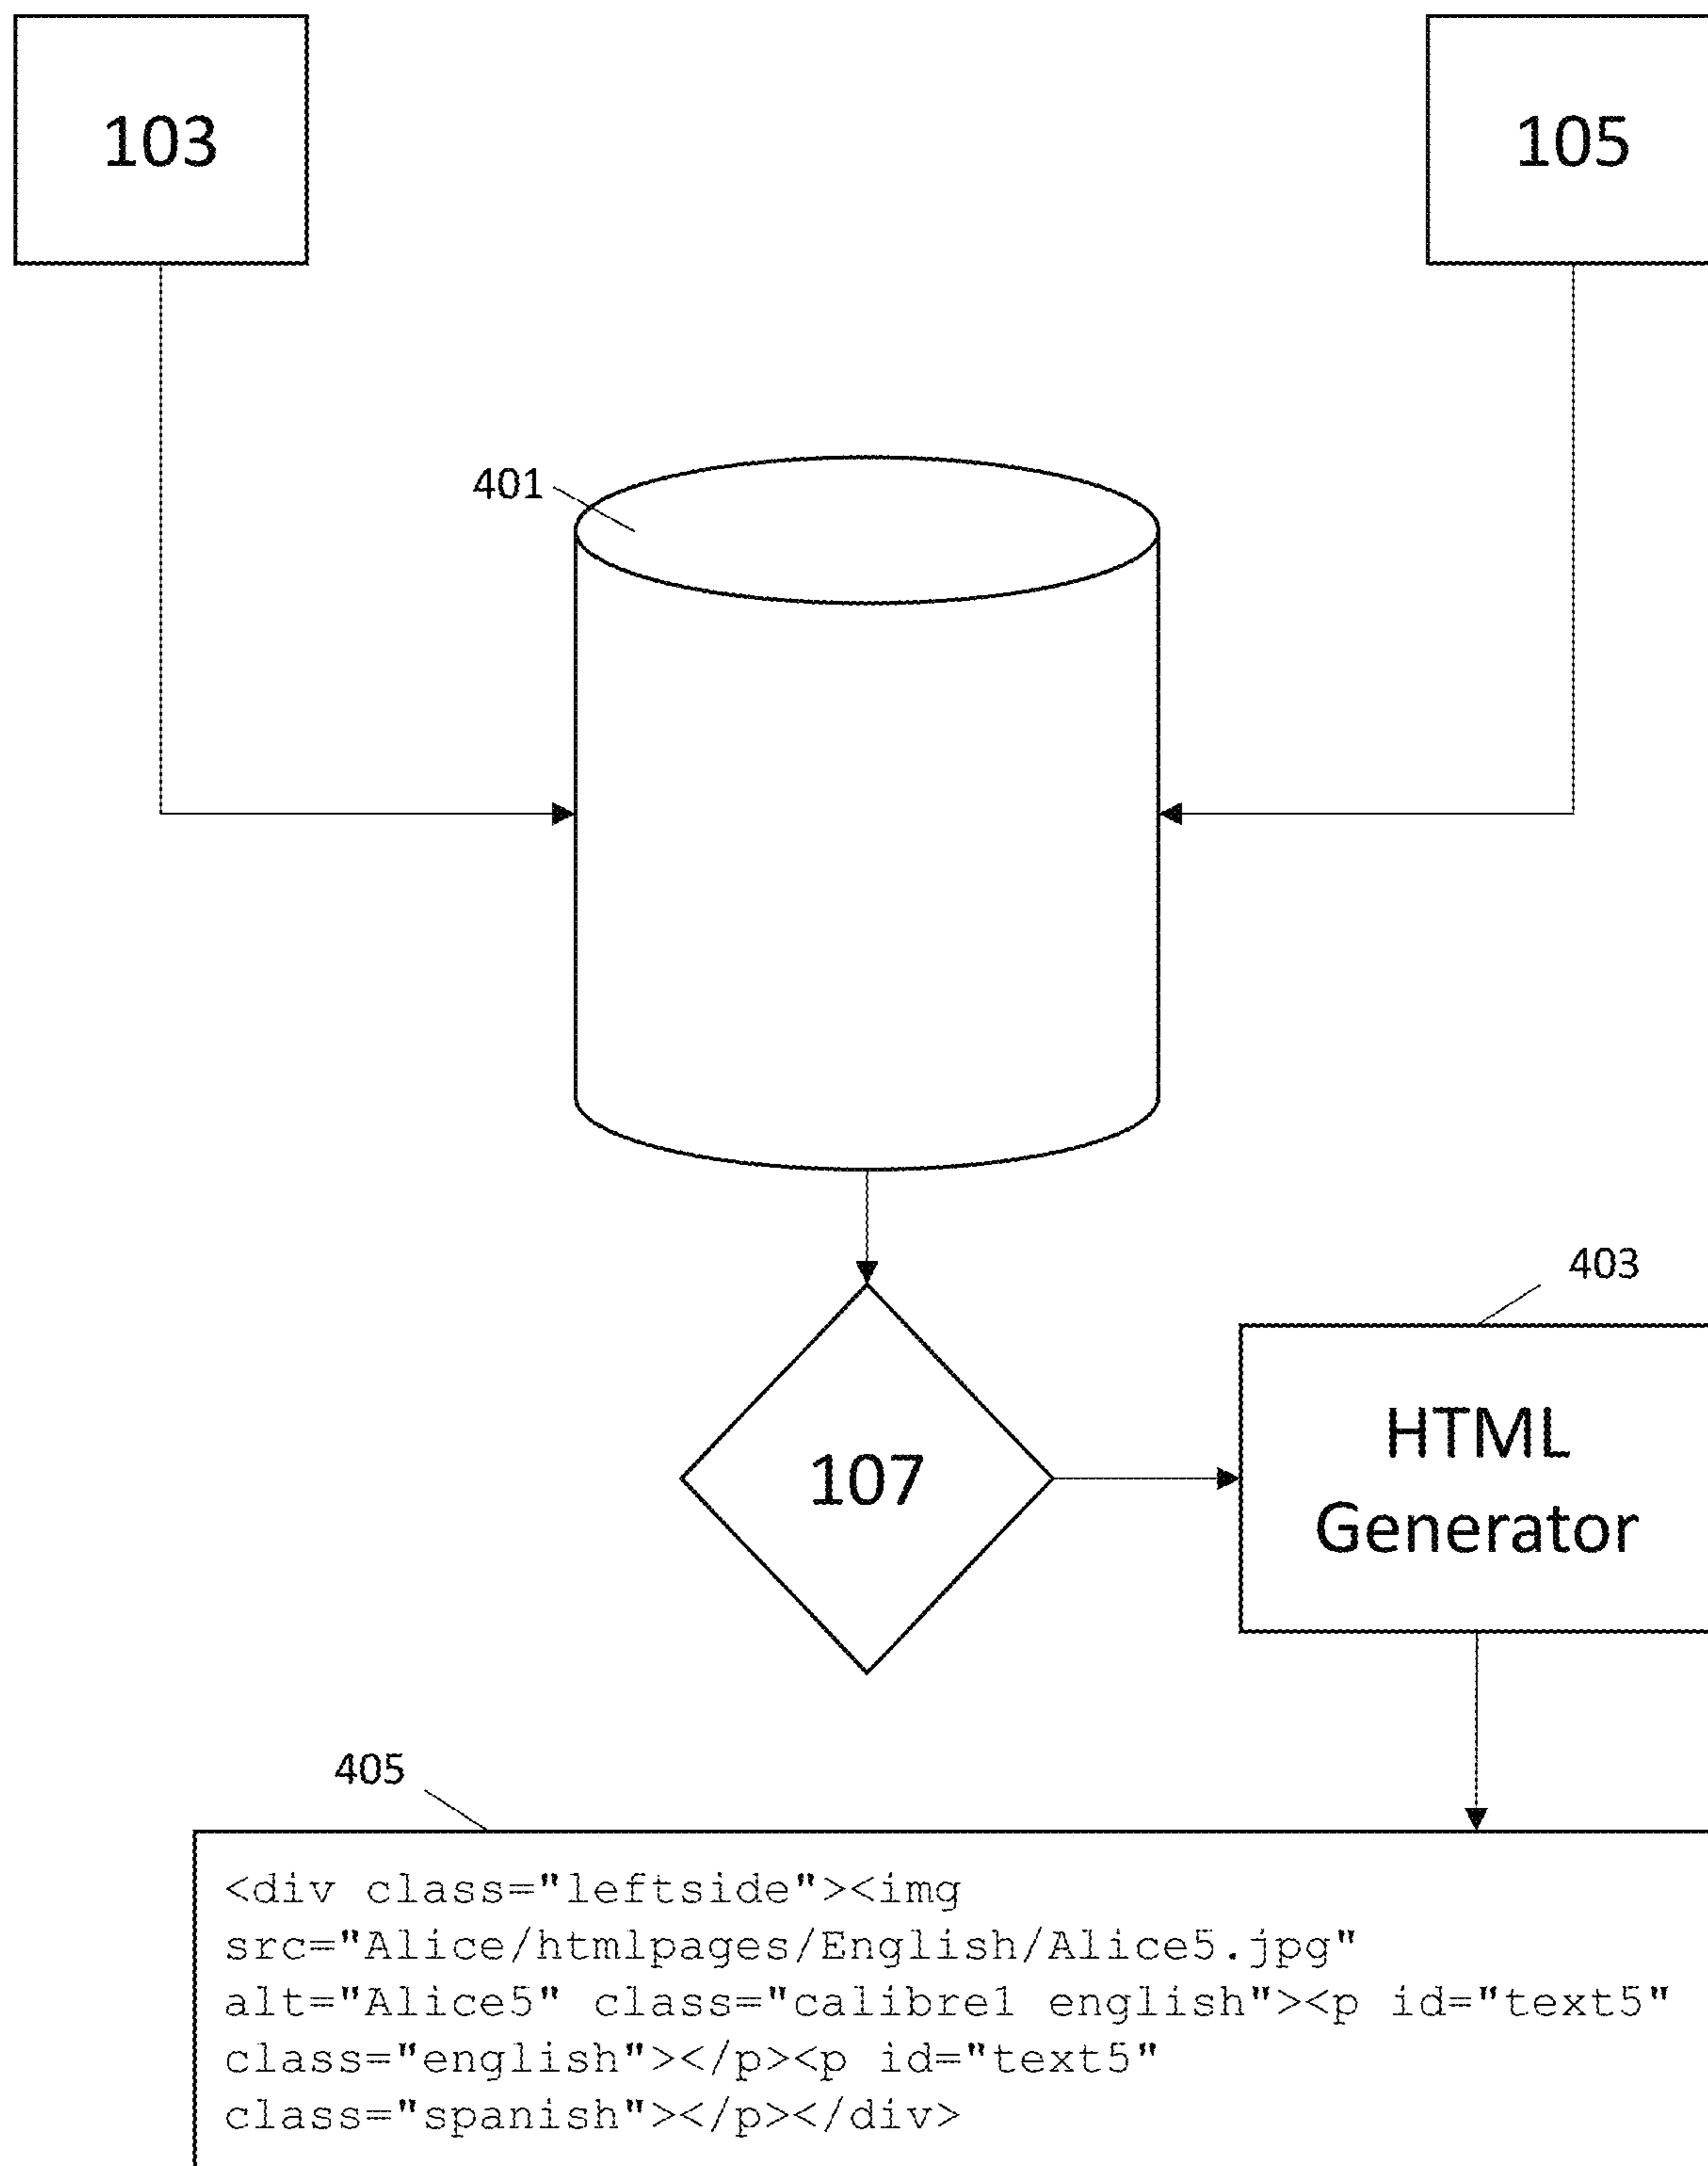 103
105
401
403
107
HTML
Generator
405
<div class="leftside"><img
src="Alice/htmlpages/English/Alice5.jpg"
alt="Alice5" class="calibre1 english"><p id="text5"
class="english"></p><p id="text5"
class="spanish"></p></div>